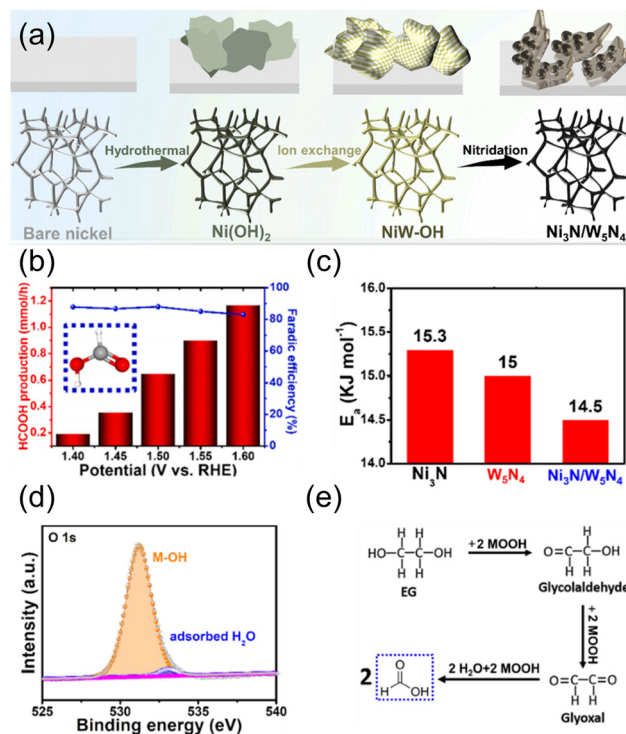 (a)
Hydrothermal
Ion exchange
Nitridation
Bare nickel
Ni(OH)₂
NiW-OH
Ni₃N/W₅N₄
(b)
HCOOH production (mmol/h)
1.2
1.0
0.8
0.6
0.4
0.2
100
80
60
40
20
0
Faradic efficiency (%)
1.40 1.45 1.50 1.55 1.60
Potential (V vs. RHE)
(c)
Eₐ (KJ mol⁻¹)
16.0
15.5
15.0
14.5
14.0
15.3
15
14.5
Ni₃N W₅N₄ Ni₃N/W₅N₄
(d)
O 1s
M-OH
adsorbed H₂O
Intensity (a.u.)
525 530 535 540
Binding energy (eV)
(e)
H H
HO-C-C-OH
H H
EG
+2 MOOH
H
O=C-C-OH
H H
Glycolaldehyde
+ 2 MOOH
O=C-C=O
H H
Glyoxal
2 H₂O+2 MOOH
2
O
H OH